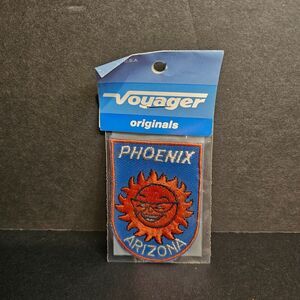 U.S.A.
Voyager
originals
PHOENIX
ARIZONA